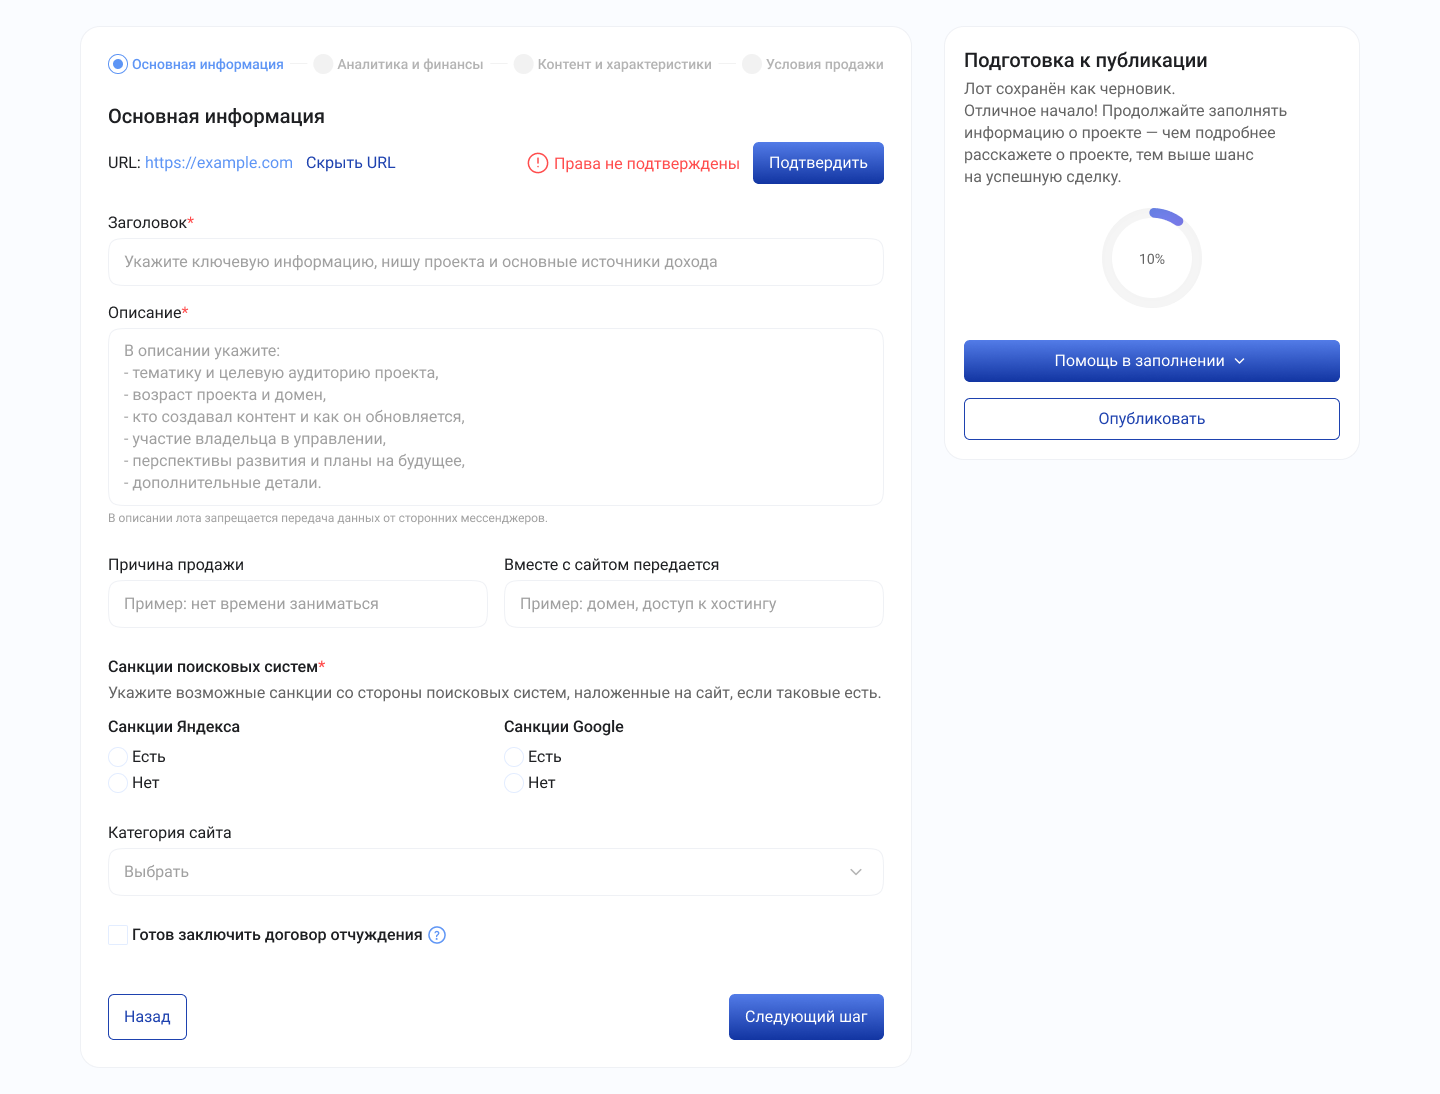 Основная информация
Аналитика и финансы
Контент и характеристики
Условия продажи
Основная информация
URL: https://example.com Скрыть URL
Права не подтверждены
Подтвердить
Заголовок*
Укажите ключевую информацию, нишу проекта и основные источники дохода
Описание*
В описании укажите:
- тематику и целевую аудиторию проекта,
- возраст проекта и домен,
- кто создавал контент и как он обновляется,
- участие владельца в управлении,
- перспективы развития и планы на будущее,
- дополнительные детали.
В описании лота запрещается передача данных от сторонних мессенджеров.
Причина продажи
Пример: нет времени заниматься
Вместе с сайтом передается
Пример: домен, доступ к хостингу
Санкции поисковых систем*
Укажите возможные санкции со стороны поисковых систем, наложенные на сайт, если таковые есть.
Санкции Яндекса
Есть
Нет
Санкции Google
Есть
Нет
Категория сайта
Выбрать
Готов заключить договор отчуждения ?
Назад
Следующий шаг
Подготовка к публикации
Лот сохранён как черновик.
Отличное начало! Продолжайте заполнять
информацию о проекте — чем подробнее
расскажете о проекте, тем выше шанс
на успешную сделку.
10%
Помощь в заполнении
Опубликовать